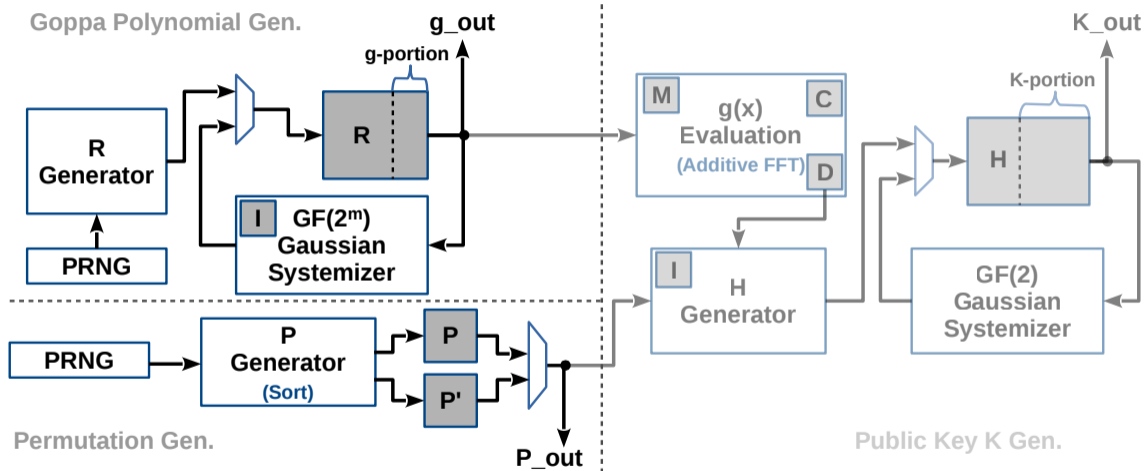 Goppa Polynomial Gen.
g_out
g-portion
R
Generator
PRNG
R
I
GF(2ᵐ)
Gaussian
Systemizer
PRNG
P
Generator
(Sort)
P
P'
P_out
Permutation Gen.
K_out
K-portion
M
C
g(x)
Evaluation
(Additive FFT)
D
I
H
Generator
H
GF(2)
Gaussian
Systemizer
Public Key K Gen.